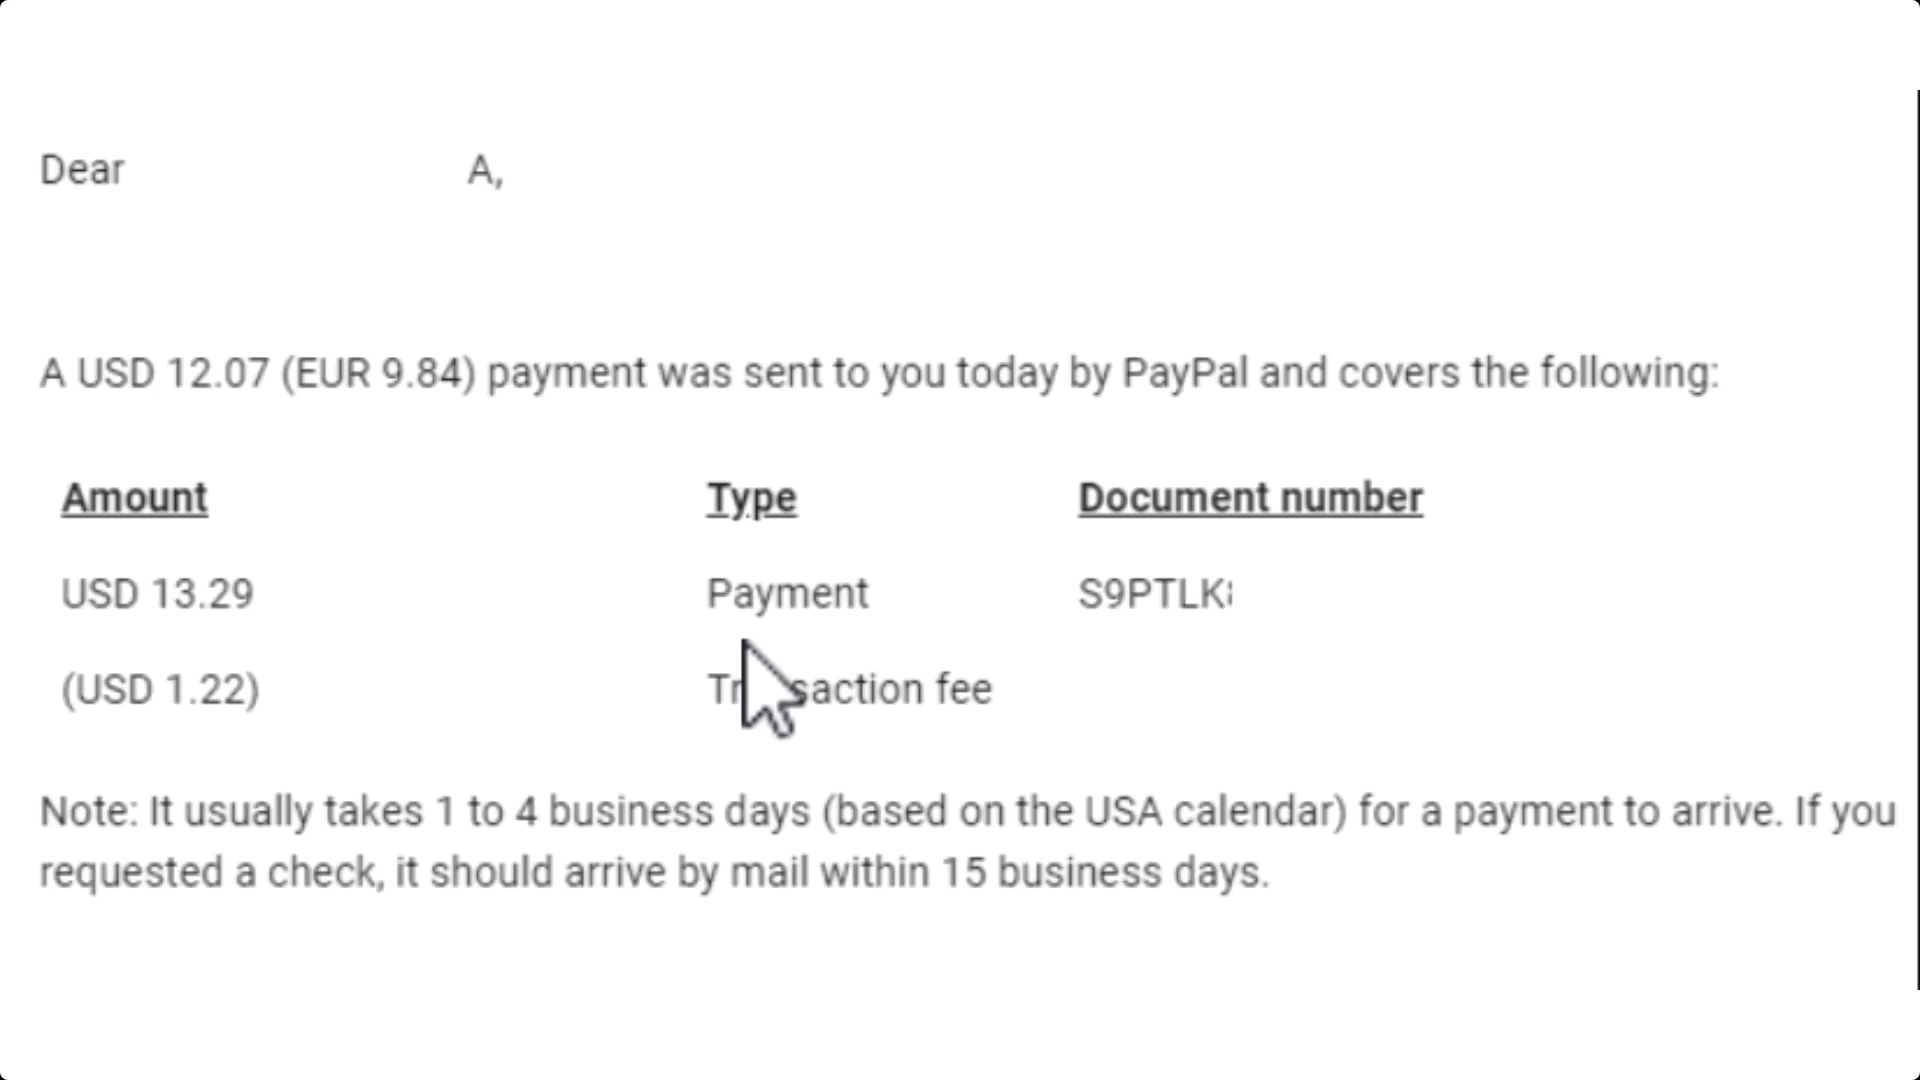 Dear A,
A USD 12.07 (EUR 9.84) payment was sent to you today by PayPal and covers the following:
Amount Type Document number
USD 13.29 Payment S9PTLK
(USD 1.22) Transaction fee
Note: It usually takes 1 to 4 business days (based on the USA calendar) for a payment to arrive. If you
requested a check, it should arrive by mail within 15 business days.